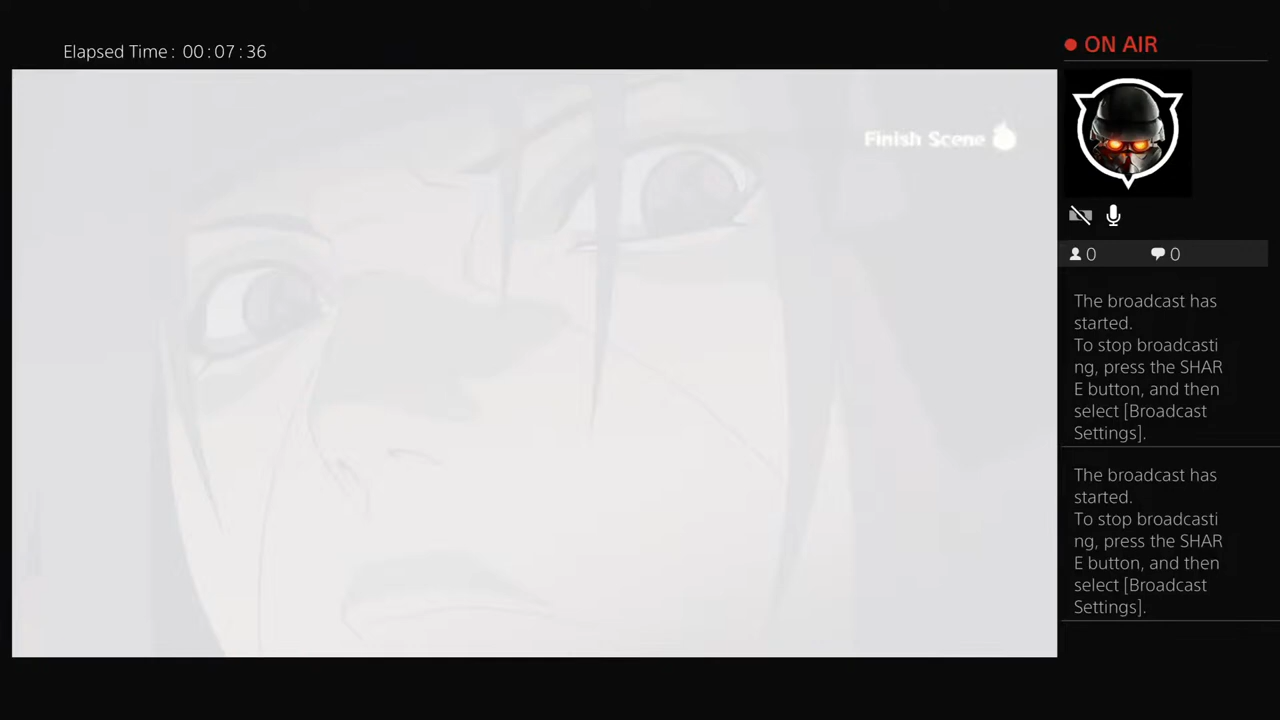 Elapsed Time: 00:07:36
ON AIR
Finish Scene
0 0
The broadcast has
started.
To stop broadcasti
ng, press the SHAR
E button, and then
select [Broadcast
Settings].
The broadcast has
started.
To stop broadcasti
ng, press the SHAR
E button, and then
select [Broadcast
Settings].